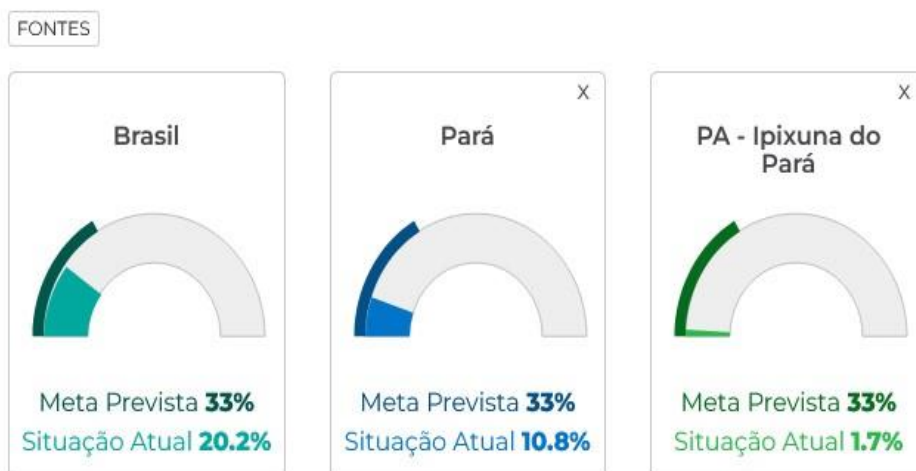 FONTES
Brasil
Meta Prevista 33%
Situação Atual 20.2%
X
Pará
Meta Prevista 33%
Situação Atual 10.8%
X
PA - Ipixuna do
Pará
Meta Prevista 33%
Situação Atual 1.7%